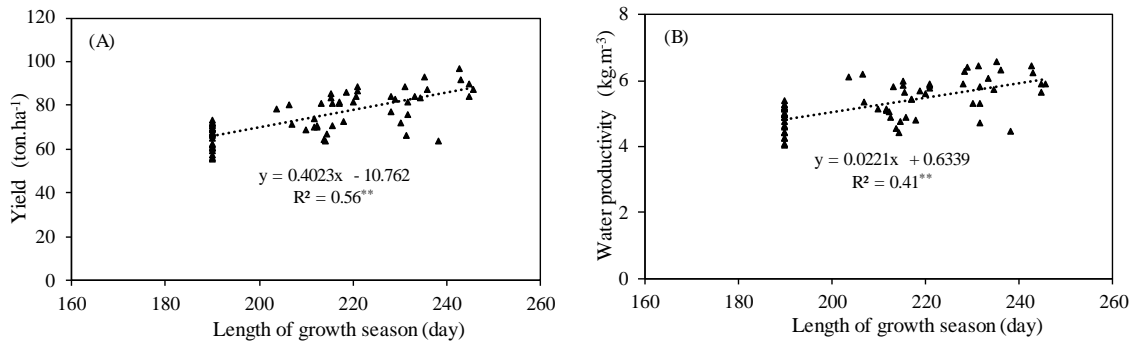 (A)
Yield (ton.ha⁻¹)
120
100
80
60
40
20
0
y = 0.4023x - 10.762
R² = 0.56**
160 180 200 220 240 260
Length of growth season (day)
(B)
Water productivity (kg.m⁻³)
8
6
4
2
0
y = 0.0221x + 0.6339
R² = 0.41**
160 180 200 220 240 260
Length of growth season (day)